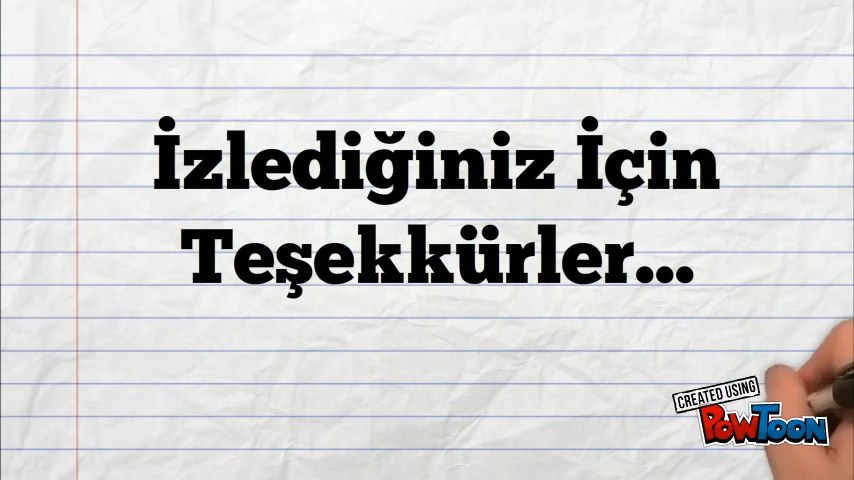 İzlediğiniz İçin
Teşekkürler...
CREATED USING
POWTOON